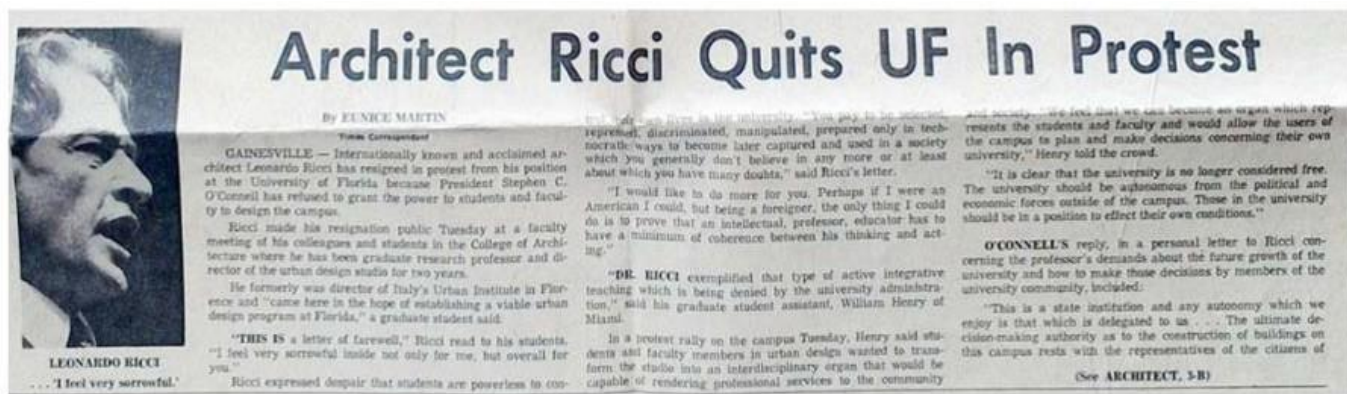 Architect Ricci Quits UF In Protest
LEONARDO RICCI
. . . 'I feel very sorrowful.'
By EUNICE MARTIN
Times Correspondent
GAINESVILLE — Internationally known and acclaimed ar-
chitect Leonardo Ricci has resigned in protest from his position
at the University of Florida because President Stephen C.
O'Connell has refused to grant the power to students and facul-
ty to design the campus.
Ricci made his resignation public Tuesday at a faculty
meeting of his colleagues and students in the College of Archi-
tecture where he has been graduate research professor and di-
rector of the urban design studio for two years.
He formerly was director of Italy's Urban Institute in Flor-
ence and "came here in the hope of establishing a viable urban
design program at Florida," a graduate student said.
"THIS IS a letter of farewell," Ricci read to his students.
"I feel very sorrowful inside not only for me, but overall for
you."
Ricci expressed despair that students are powerless to con-
lives in the university. "You pay to be selected,
repressed, discriminated, manipulated, prepared only in tech-
nocratic ways to become later captured and used in a society
which you generally don't believe in any more or at least
about which you have many doubts," said Ricci's letter.
"I would like to do more for you. Perhaps if I were an
American I could, but being a foreigner, the only thing I could
do is to prove that an intellectual, professor, educator has to
have a minimum of coherence between his thinking and act-
ing."
"DR. RICCI exemplified that type of active integrative
teaching which is being denied by the university administra-
tion," said his graduate student assistant, William Henry of
Miami.
In a protest rally on the campus Tuesday, Henry said stu-
dents and faculty members in urban design wanted to trans-
form the studio into an interdisciplinary organ that would be
capable of rendering professional services to the community
and society. "We feel that we can become an organ which rep-
resents the students and faculty and would allow the users of
the campus to plan and make decisions concerning their own
university," Henry told the crowd.
"It is clear that the university is no longer considered free.
The university should be autonomous from the political and
economic forces outside of the campus. Those in the university
should be in a position to effect their own conditions."
O'CONNELL'S reply, in a personal letter to Ricci con-
cerning the professor's demands about the future growth of the
university and how to make those decisions by members of the
university community, included:
"This is a state institution and any autonomy which we
enjoy is that which is delegated to us . . . The ultimate de-
cision-making authority as to the construction of buildings on
this campus rests with the representatives of the citizens of
(See ARCHITECT, 3-B)